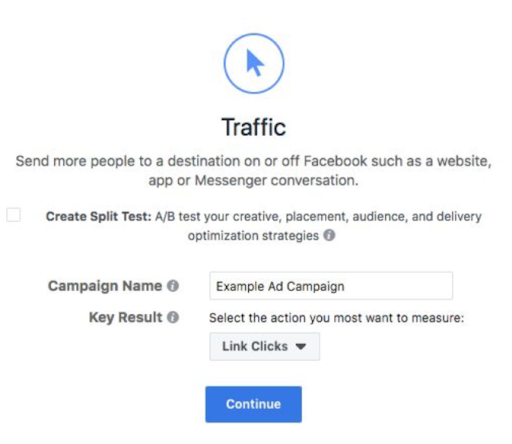 Traffic
Send more people to a destination on or off Facebook such as a website,
app or Messenger conversation.
Create Split Test: A/B test your creative, placement, audience, and delivery
optimization strategies
Campaign Name
Example Ad Campaign
Key Result
Select the action you most want to measure:
Link Clicks
Continue